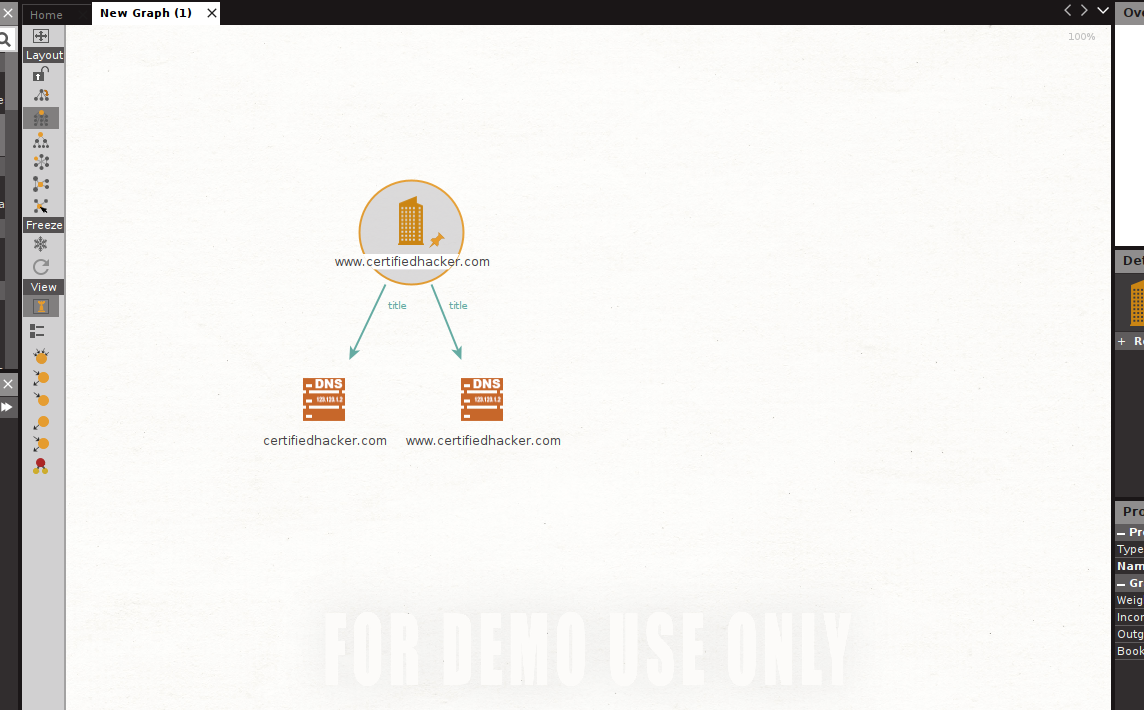 Home
New Graph (1)
Ove
100%
Layout
Freeze
View
www.certifiedhacker.com
title
title
DNS
123.123.1.2
DNS
123.123.1.2
certifiedhacker.com
www.certifiedhacker.com
FOR DEMO USE ONLY
Det
+ R
Pro
Pr
Type
Nam
Gr
Weig
Incor
Outg
Book